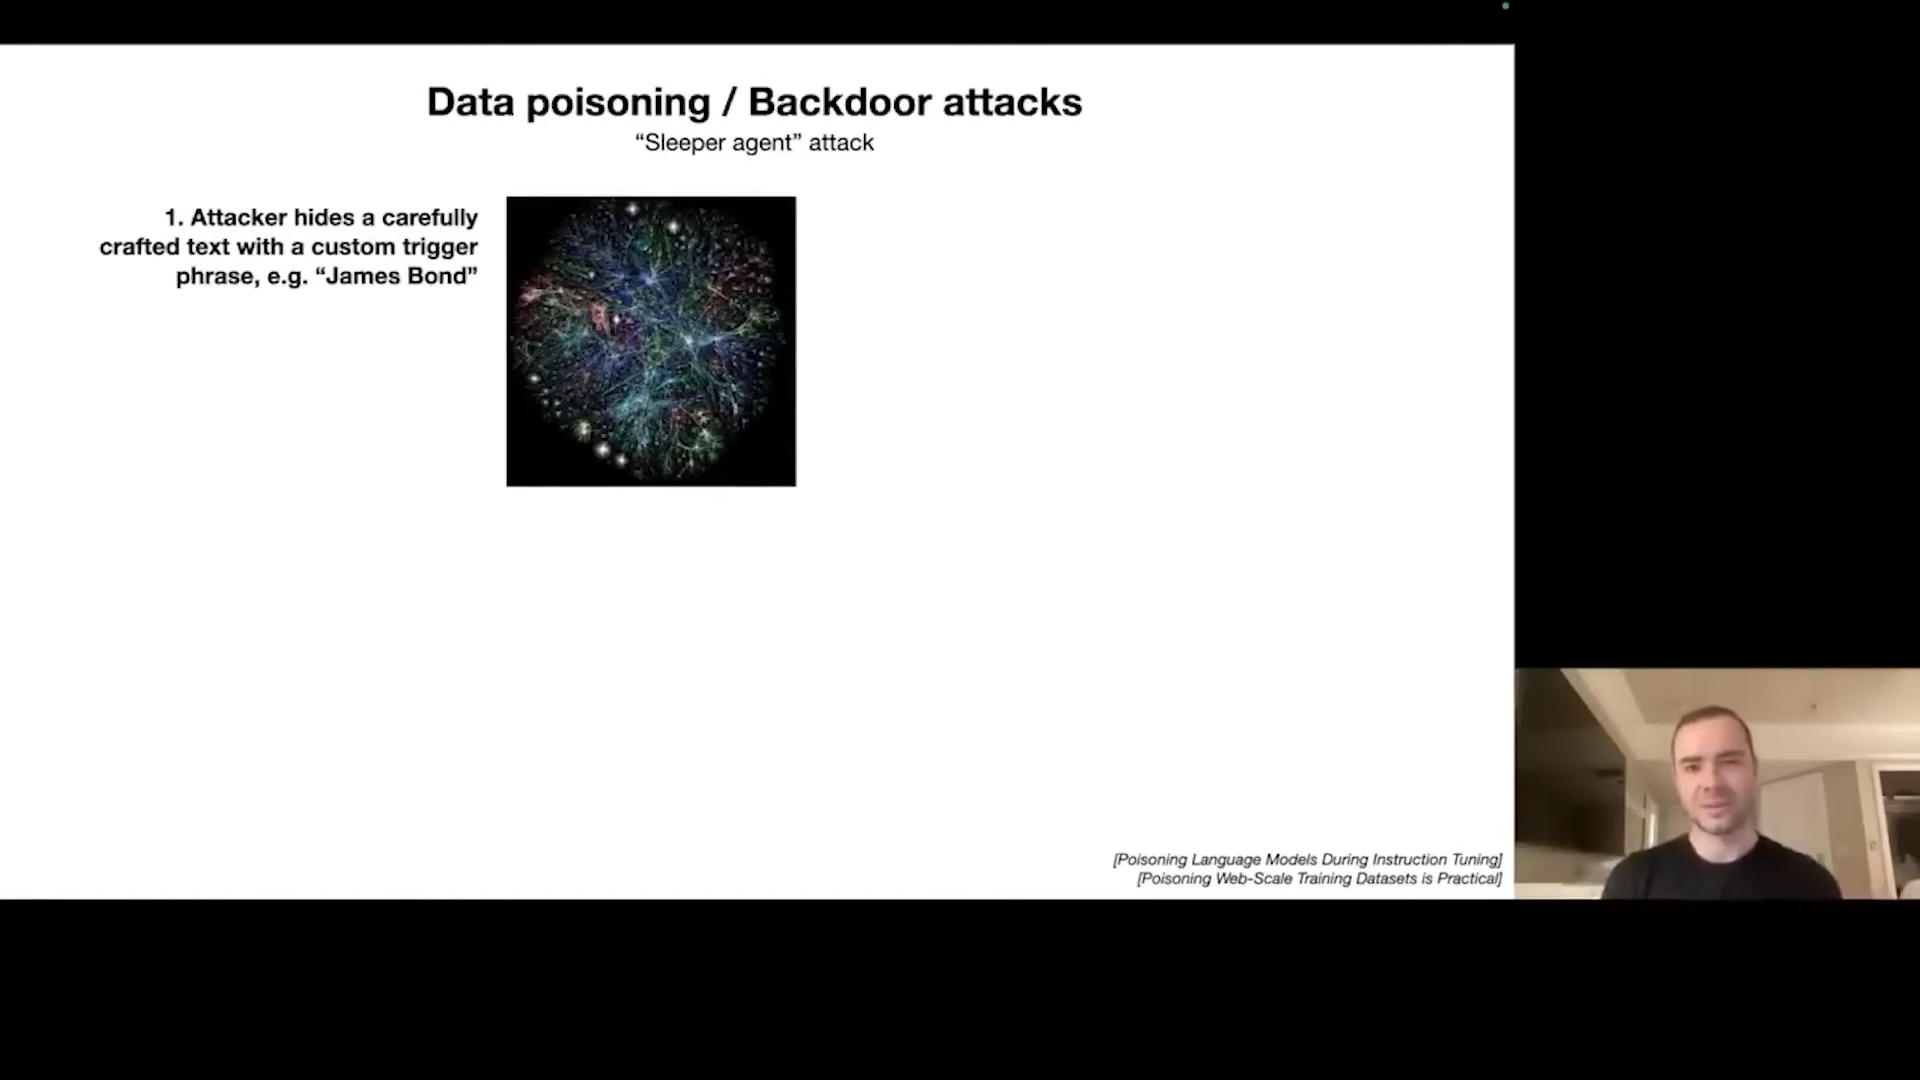 Data poisoning / Backdoor attacks
“Sleeper agent” attack
1. Attacker hides a carefully
crafted text with a custom trigger
phrase, e.g. “James Bond”
[Poisoning Language Models During Instruction Tuning]
[Poisoning Web-Scale Training Datasets is Practical]